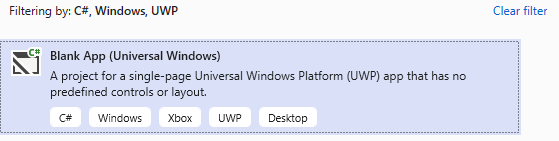 Filtering by: C#, Windows, UWP Clear filter
C# Blank App (Universal Windows)
A project for a single-page Universal Windows Platform (UWP) app that has no
predefined controls or layout.
C# Windows Xbox UWP Desktop